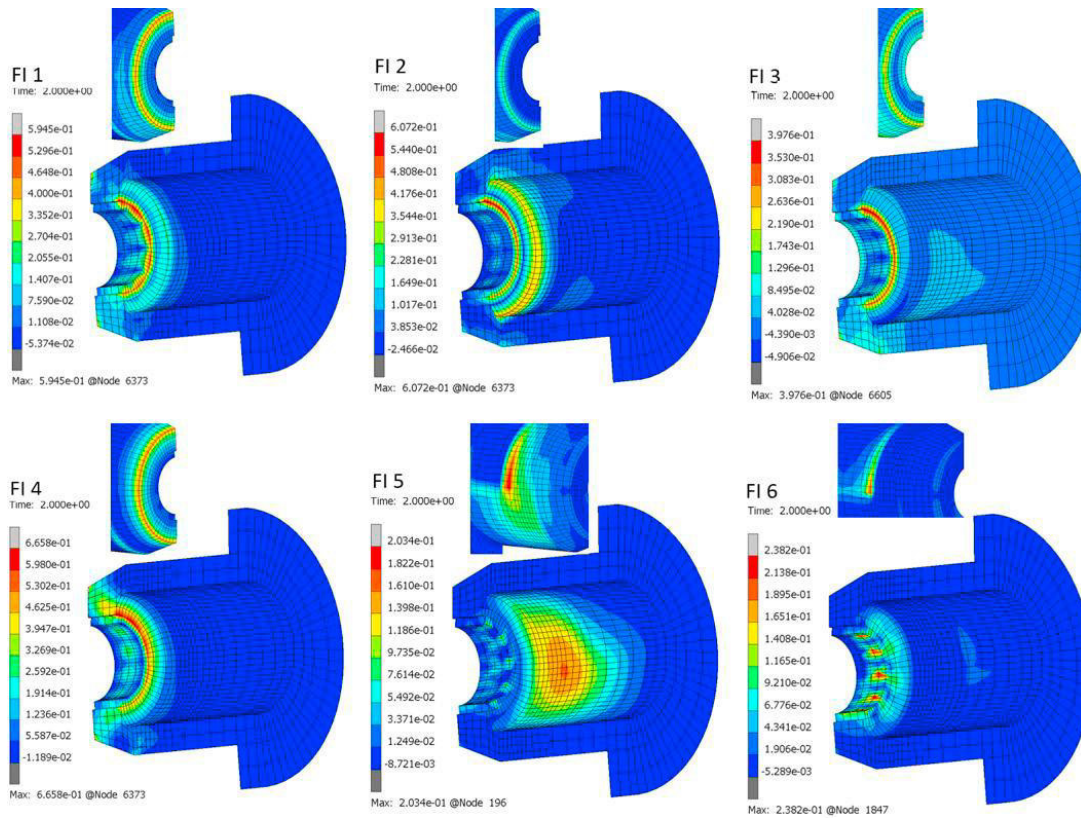 FI 1
Time: 2.000e+00
5.945e-01
5.296e-01
4.648e-01
4.000e-01
3.352e-01
2.704e-01
2.055e-01
1.407e-01
7.590e-02
1.108e-02
-5.374e-02
Max: 5.945e-01 @Node 6373
FI 2
Time: 2.000e+00
6.072e-01
5.440e-01
4.808e-01
4.176e-01
3.544e-01
2.913e-01
2.281e-01
1.649e-01
1.017e-01
3.853e-02
-2.466e-02
Max: 6.072e-01 @Node 6373
FI 3
Time: 2.000e+00
3.976e-01
3.530e-01
3.083e-01
2.636e-01
2.190e-01
1.743e-01
1.296e-01
8.495e-02
4.028e-02
-4.390e-03
-4.906e-02
Max: 3.976e-01 @Node 6605
FI 4
Time: 2.000e+00
6.658e-01
5.980e-01
5.302e-01
4.625e-01
3.947e-01
3.269e-01
2.592e-01
1.914e-01
1.236e-01
5.587e-02
-1.189e-02
Max: 6.658e-01 @Node 6373
FI 5
Time: 2.000e+00
2.034e-01
1.822e-01
1.610e-01
1.398e-01
1.186e-01
9.735e-02
7.614e-02
5.492e-02
3.371e-02
1.249e-02
-8.721e-03
Max: 2.034e-01 @Node 196
FI 6
Time: 2.000e+00
2.382e-01
2.138e-01
1.895e-01
1.651e-01
1.408e-01
1.165e-01
9.210e-02
6.776e-02
4.341e-02
1.906e-02
-5.289e-03
Max: 2.382e-01 @Node 1847